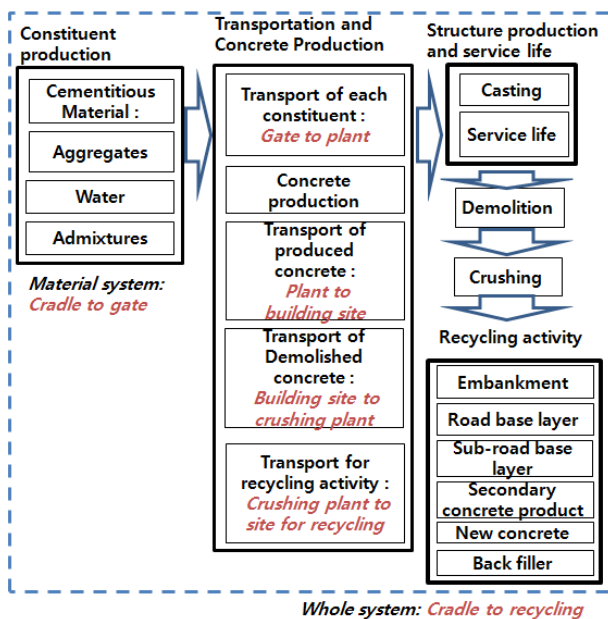 Constituent
production
Cementitious
Material :
Aggregates
Water
Admixtures
Material system:
Cradle to gate
Transportation and
Concrete Production
Transport of each
constituent :
Gate to plant
Concrete
production
Transport of
produced concrete :
Plant to
building site
Transport of
Demolished
concrete :
Building site to
crushing plant
Transport for
recycling activity :
Crushing plant to
site for recycling
Structure production
and service life
Casting
Service life
Demolition
Crushing
Recycling activity
Embankment
Road base layer
Sub-road base
layer
Secondary
concrete product
New concrete
Back filler
Whole system: Cradle to recycling